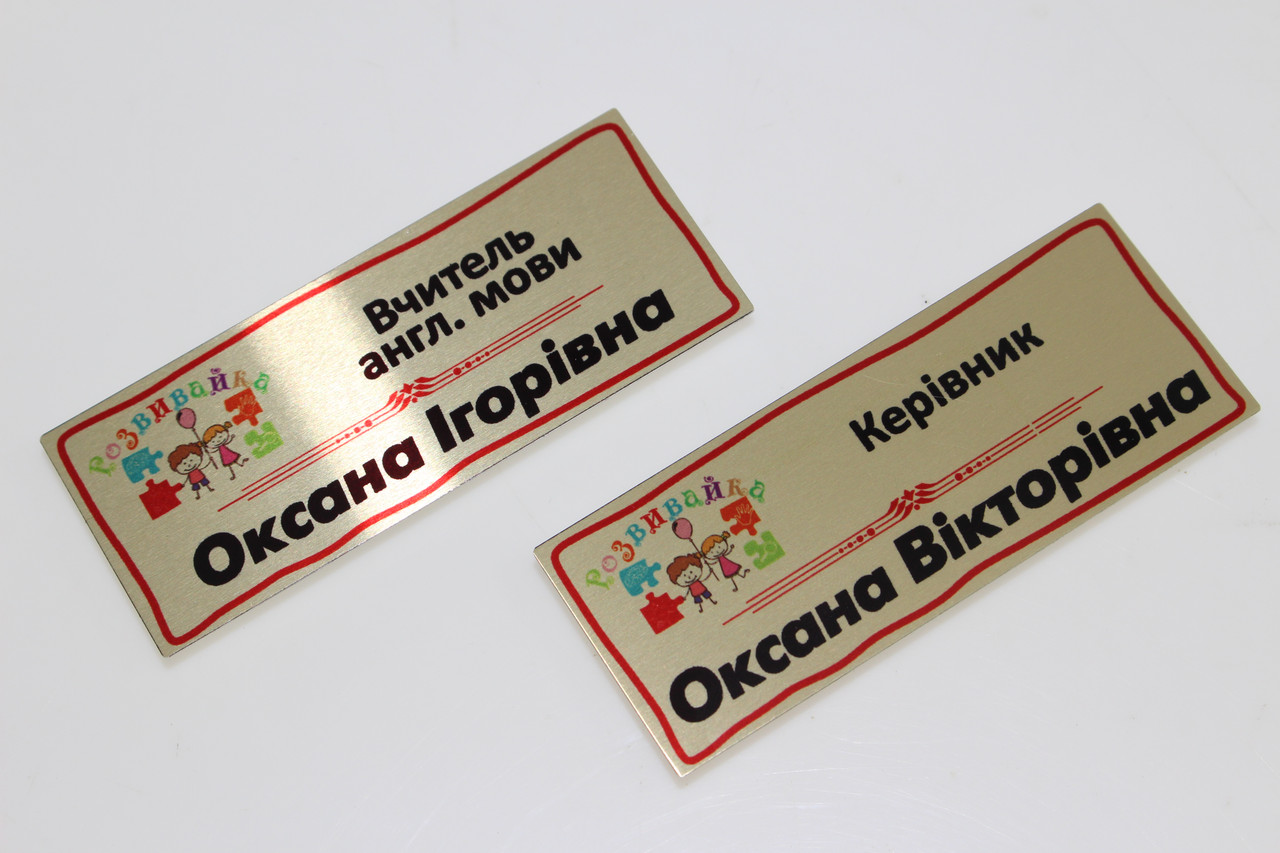 Розвивайка
Вчитель
англ. мови
Оксана Ігорівна
Розвивайка
Керівник
Оксана Вікторівна